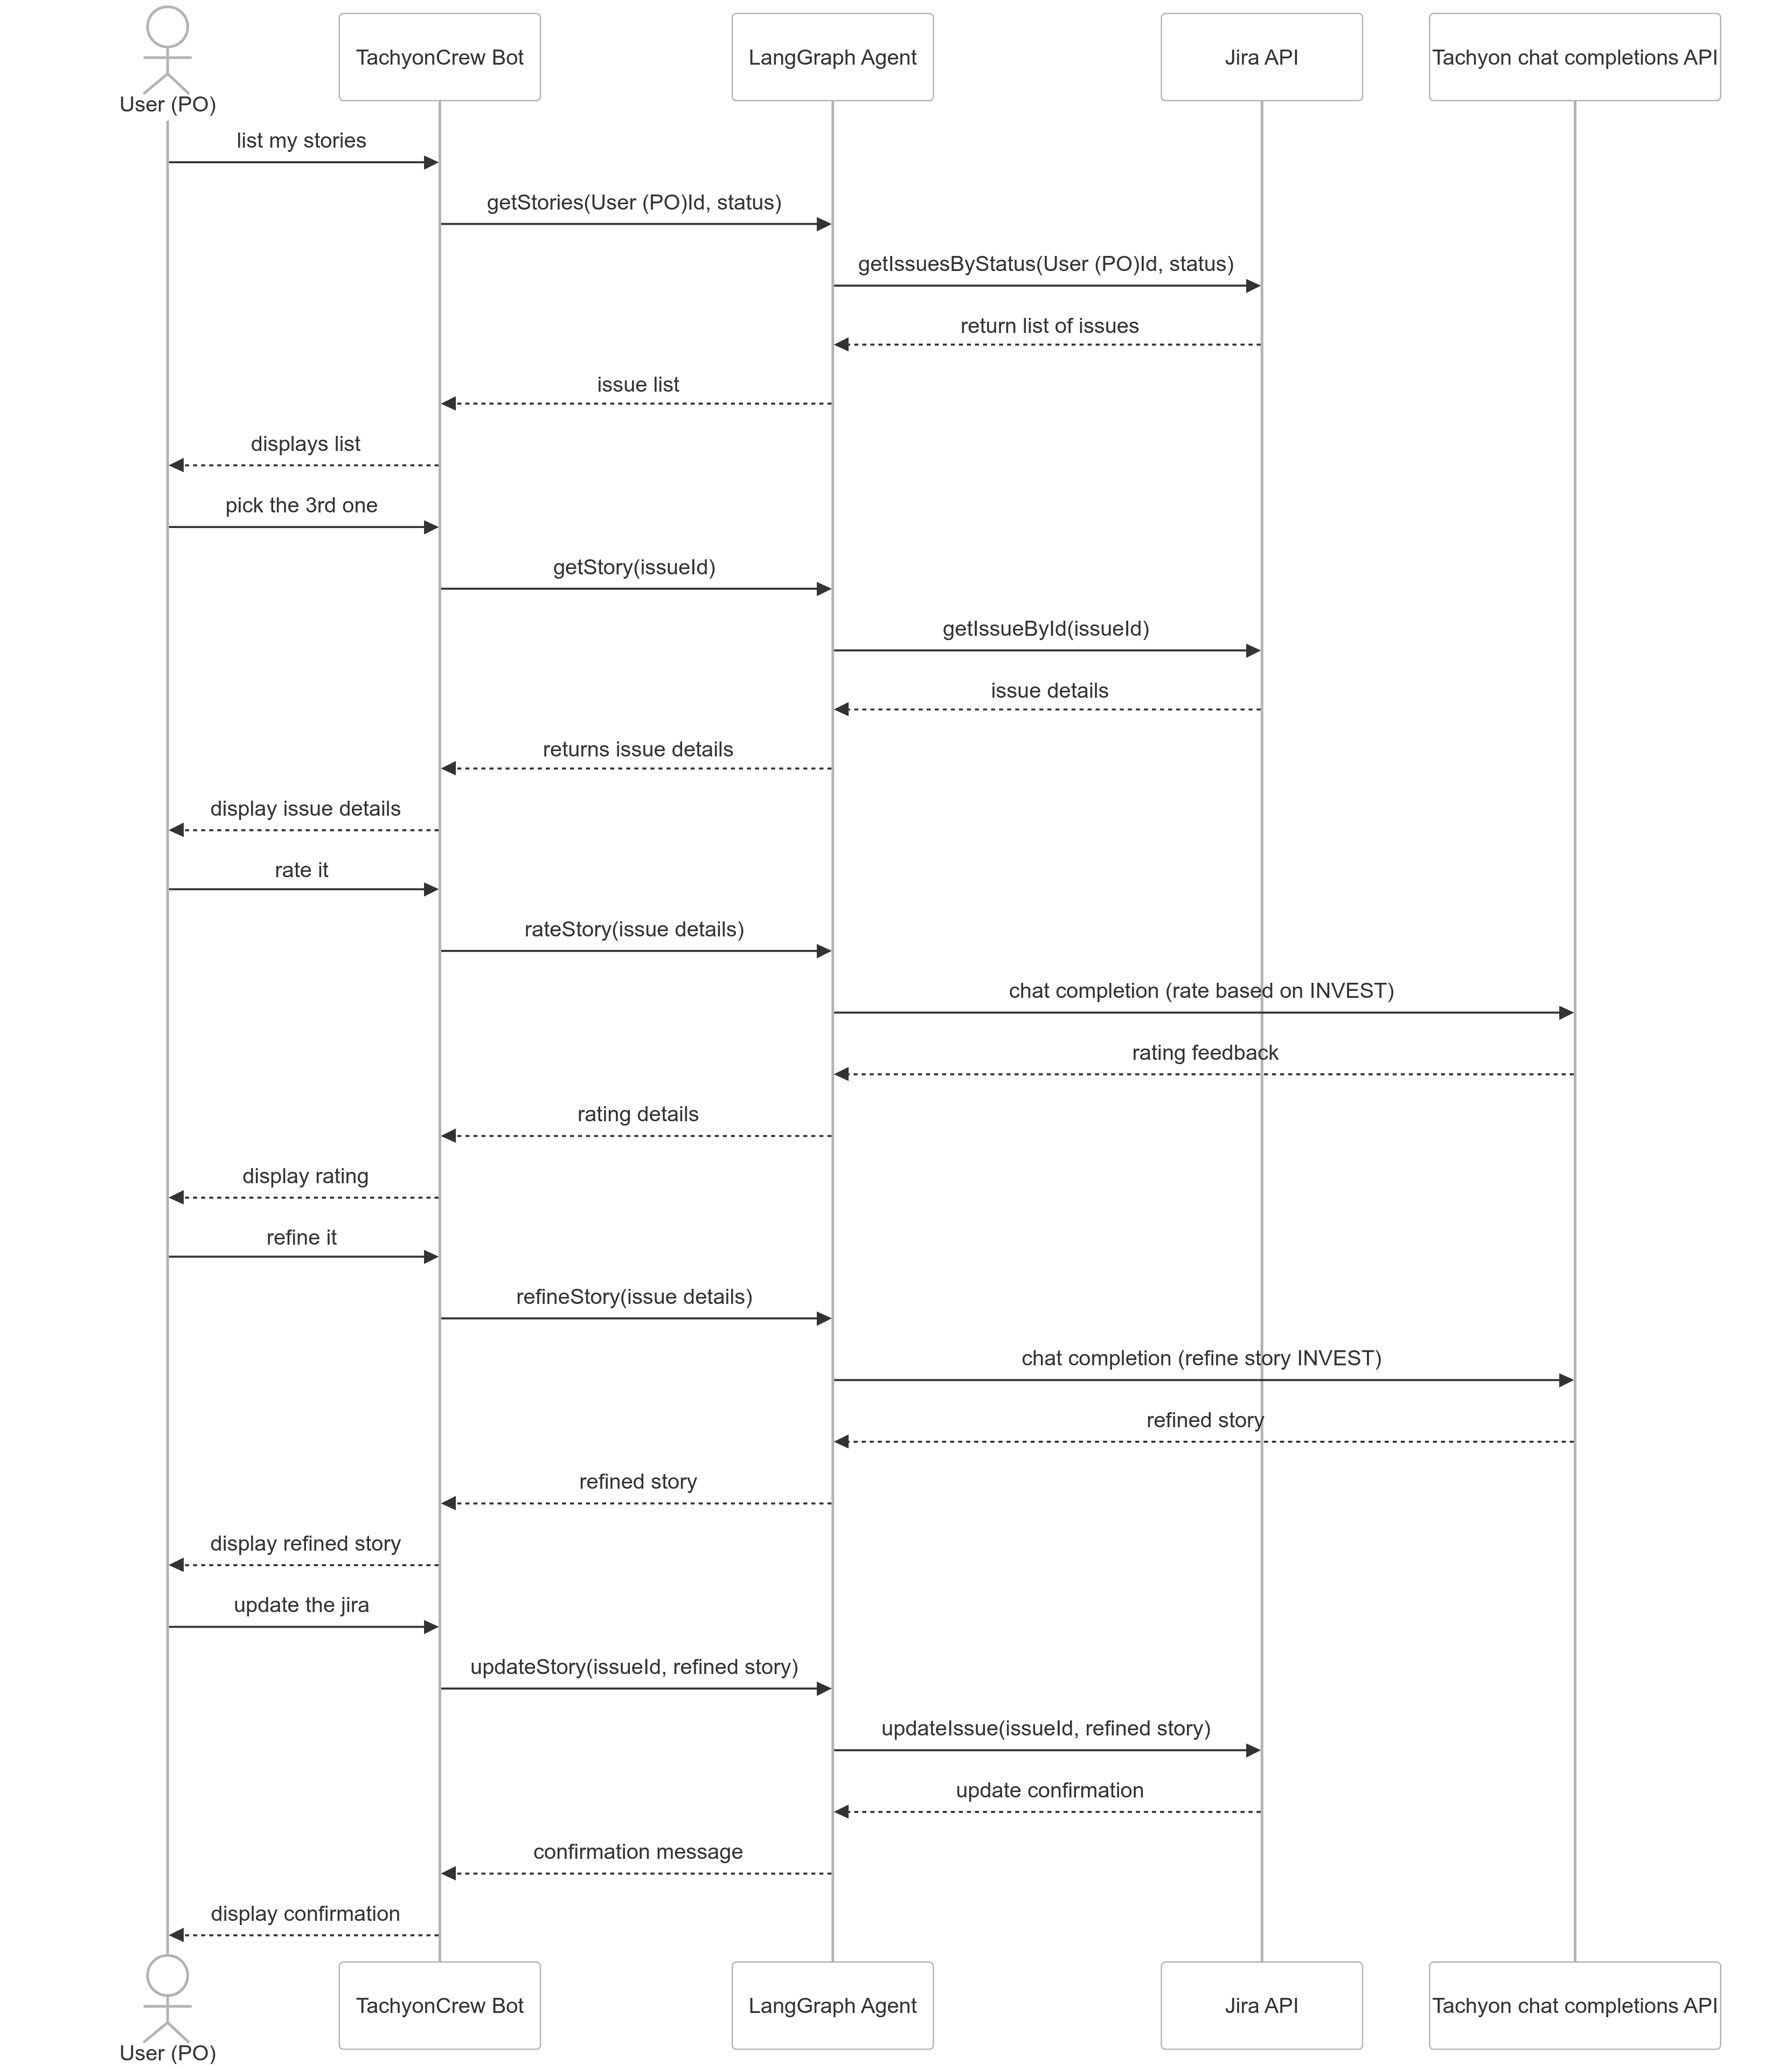 User (PO)
TachyonCrew Bot
LangGraph Agent
Jira API
Tachyon chat completions API
list my stories
getStories(User (PO)Id, status)
getIssuesByStatus(User (PO)Id, status)
return list of issues
issue list
displays list
pick the 3rd one
getStory(issueId)
getIssueById(issueId)
issue details
returns issue details
display issue details
rate it
rateStory(issue details)
chat completion (rate based on INVEST)
rating feedback
rating details
display rating
refine it
refineStory(issue details)
chat completion (refine story INVEST)
refined story
refined story
display refined story
update the jira
updateStory(issueId, refined story)
updateIssue(issueId, refined story)
update confirmation
confirmation message
display confirmation
User (PO)
TachyonCrew Bot
LangGraph Agent
Jira API
Tachyon chat completions API